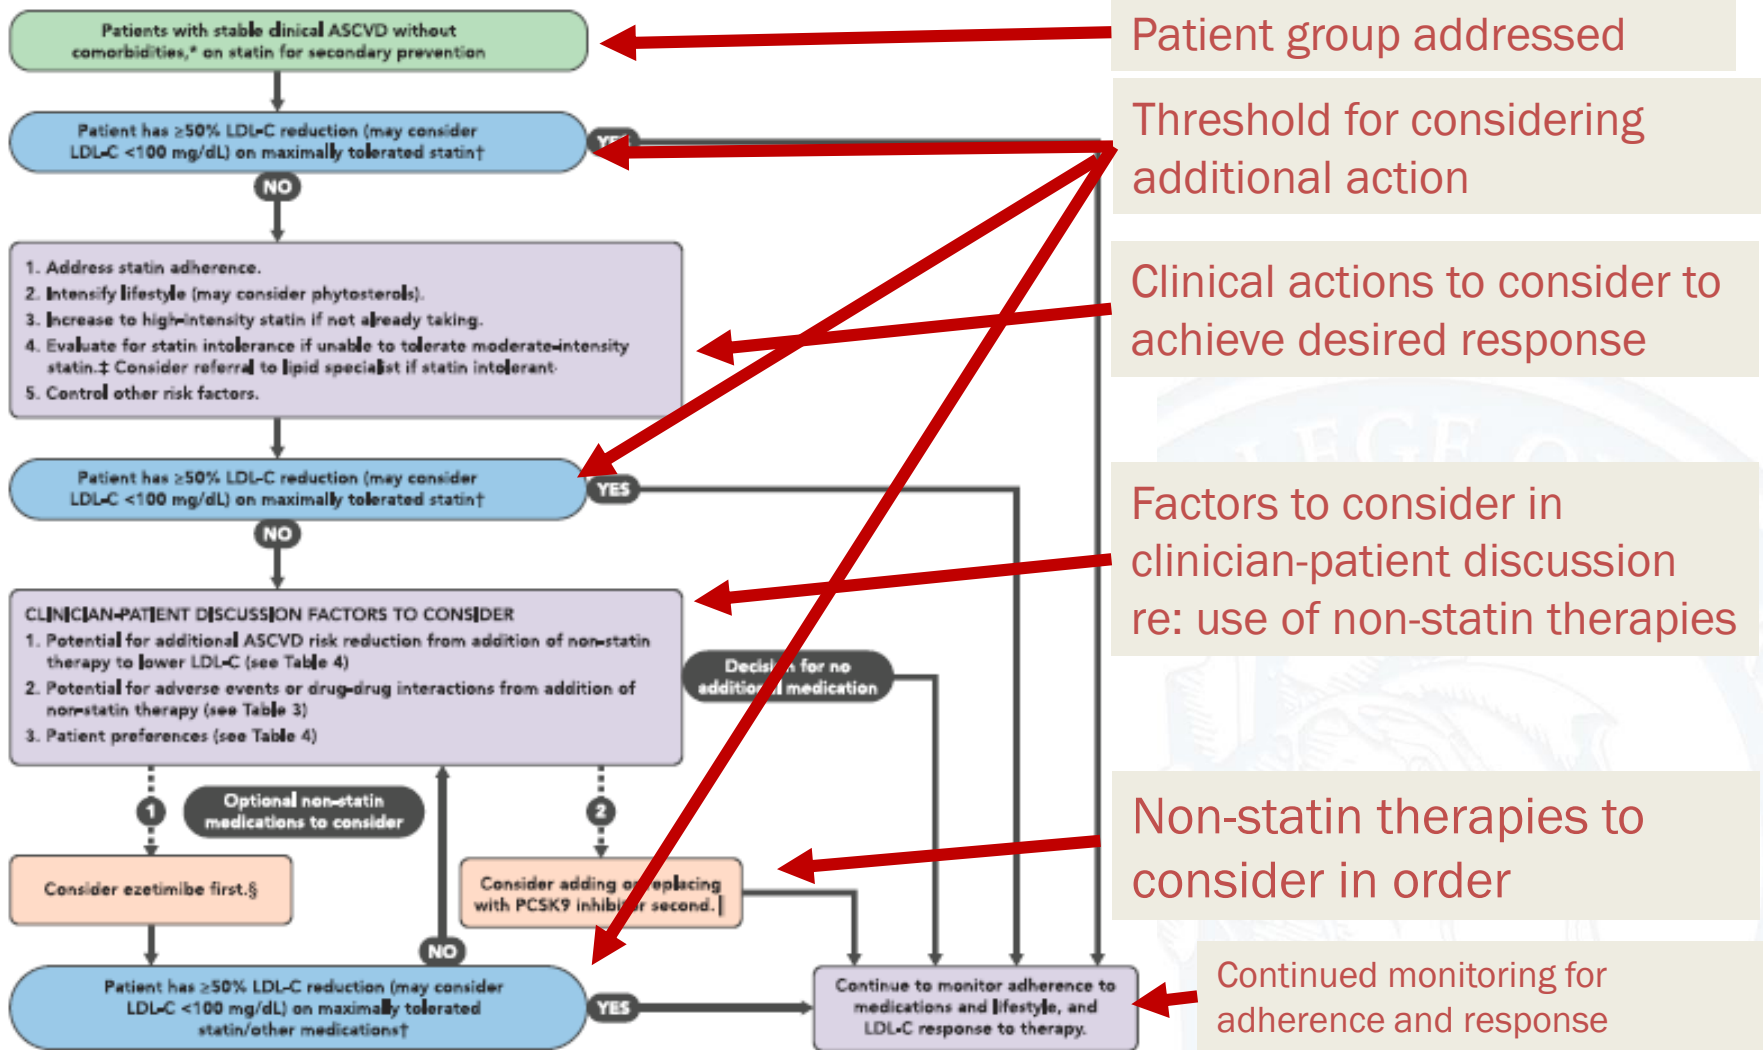 Patients with stable clinical ASCVD without
comorbidities,* on statin for secondary prevention
Patient group addressed
Patient has ≥50% LDL-C reduction (may consider
LDL-C <100 mg/dL) on maximally tolerated statin†
YES
Threshold for considering
additional action
NO
1. Address statin adherence.
2. Intensify lifestyle (may consider phytosterols).
3. Increase to high-intensity statin if not already taking.
4. Evaluate for statin intolerance if unable to tolerate moderate-intensity
statin.‡ Consider referral to lipid specialist if statin intolerant.
5. Control other risk factors.
Clinical actions to consider to
achieve desired response
Patient has ≥50% LDL-C reduction (may consider
LDL-C <100 mg/dL) on maximally tolerated statin†
YES
NO
Factors to consider in
clinician-patient discussion
re: use of non-statin therapies
CLINICIAN-PATIENT DISCUSSION FACTORS TO CONSIDER
1. Potential for additional ASCVD risk reduction from addition of non-statin
therapy to lower LDL-C (see Table 4)
2. Potential for adverse events or drug-drug interactions from addition of
non-statin therapy (see Table 3)
3. Patient preferences (see Table 4)
Decision for no
additional medication
1
Optional non-statin
medications to consider
2
Non-statin therapies to
consider in order
Consider ezetimibe first.§
Consider adding or replacing
with PCSK9 inhibitor second.‖
NO
Patient has ≥50% LDL-C reduction (may consider
LDL-C <100 mg/dL) on maximally tolerated
statin/other medications†
YES
Continue to monitor adherence to
medications and lifestyle, and
LDL-C response to therapy.
Continued monitoring for
adherence and response
LEGE O